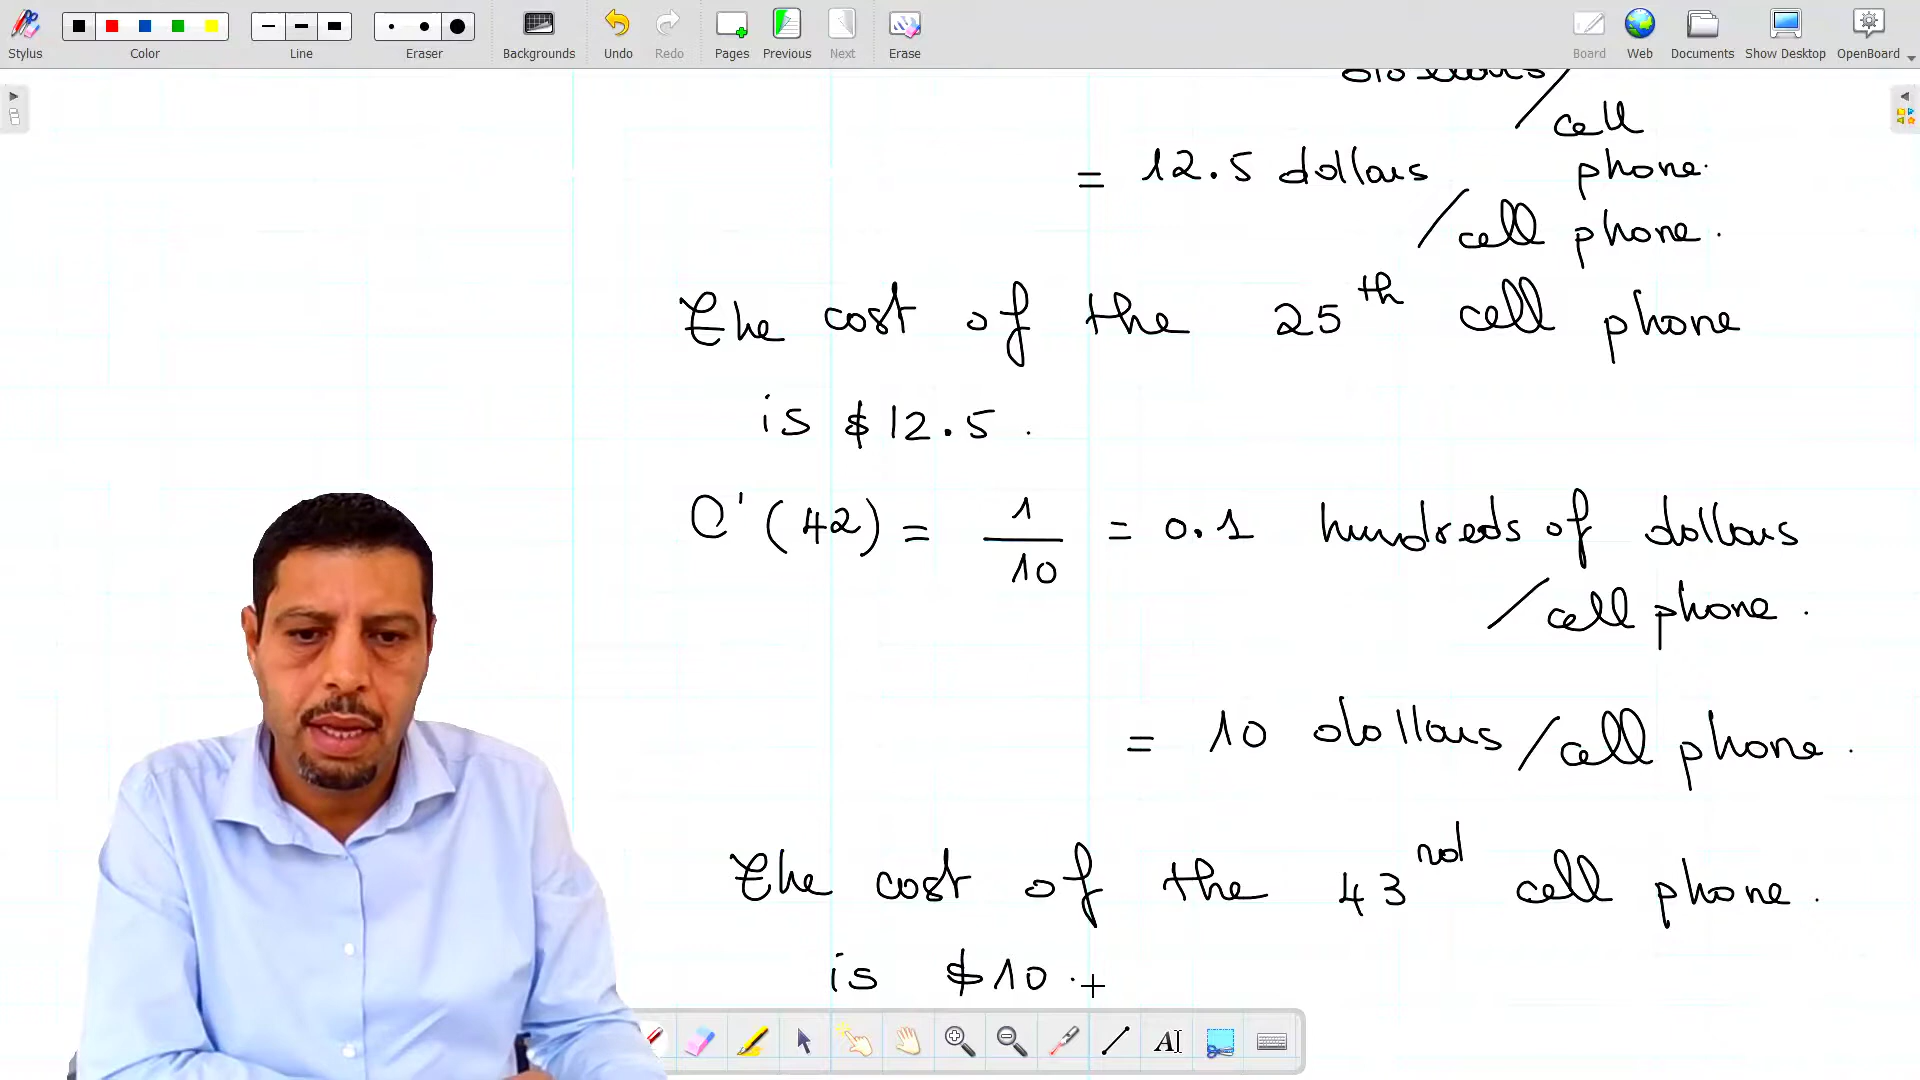 Stylus
Color
Line
Eraser
Backgrounds
Undo
Redo
Pages
Previous
Next
Erase
Board
Web
Documents
Show Desktop
OpenBoard
dollars/
cell
phone.
= 12.5 dollars
/cell phone.
The cost of the 25th cell phone
is $12.5.
C'(42) = 1/10 = 0.1 hundreds of dollars
/cell phone.
= 10 dollars/cell phone.
The cost of the 43rd cell phone.
is $10.